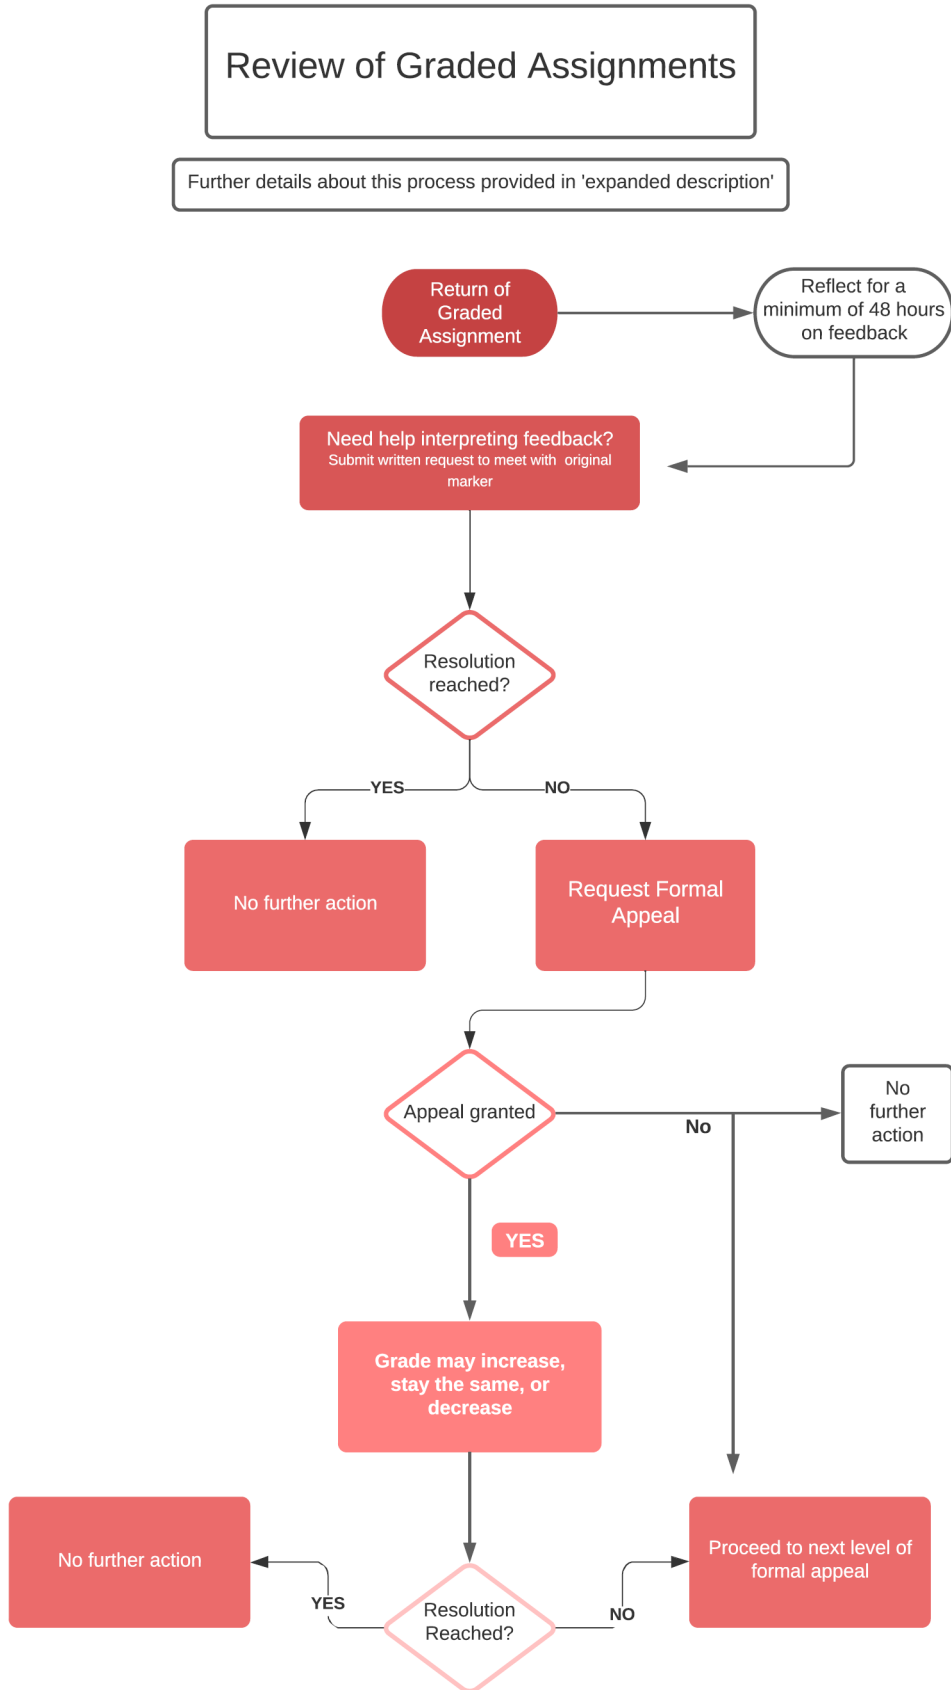 Review of Graded Assignments
Further details about this process provided in 'expanded description'
Return of
Graded
Assignment
Reflect for a
minimum of 48 hours
on feedback
Need help interpreting feedback?
Submit written request to meet with original
marker
Resolution
reached?
YES
NO
No further action
Request Formal
Appeal
Appeal granted
No
No
further
action
YES
Grade may increase,
stay the same, or
decrease
No further action
Proceed to next level of
formal appeal
YES
Resolution
Reached?
NO